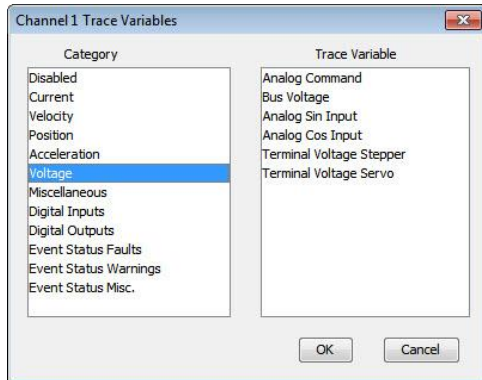 Channel 1 Trace Variables
Category
Trace Variable
Disabled
Current
Velocity
Position
Acceleration
Voltage
Miscellaneous
Digital Inputs
Digital Outputs
Event Status Faults
Event Status Warnings
Event Status Misc.
Analog Command
Bus Voltage
Analog Sin Input
Analog Cos Input
Terminal Voltage Stepper
Terminal Voltage Servo
OK
Cancel